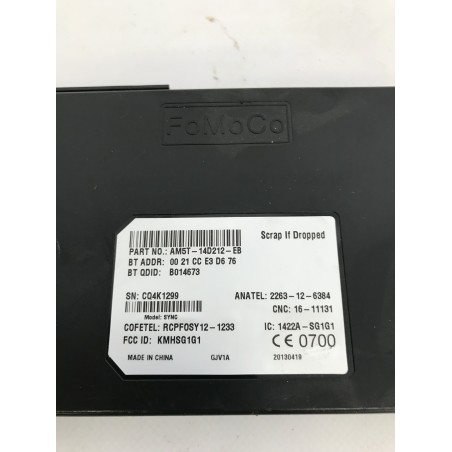 FoMoCo
Scrap If Dropped
PART NO.: AM5T-14D212-EB
BT ADDR: 00 21 CC E3 D6 76
BT QDID: B014673
SN: CQ4K1299 ANATEL: 2263-12-6384
Model: SYNC CNC: 16-11131
COFETEL: RCPFOSY12-1233 IC: 1422A-SG1G1
FCC ID: KMHSG1G1 CE 0700
MADE IN CHINA GJV1A 20130419